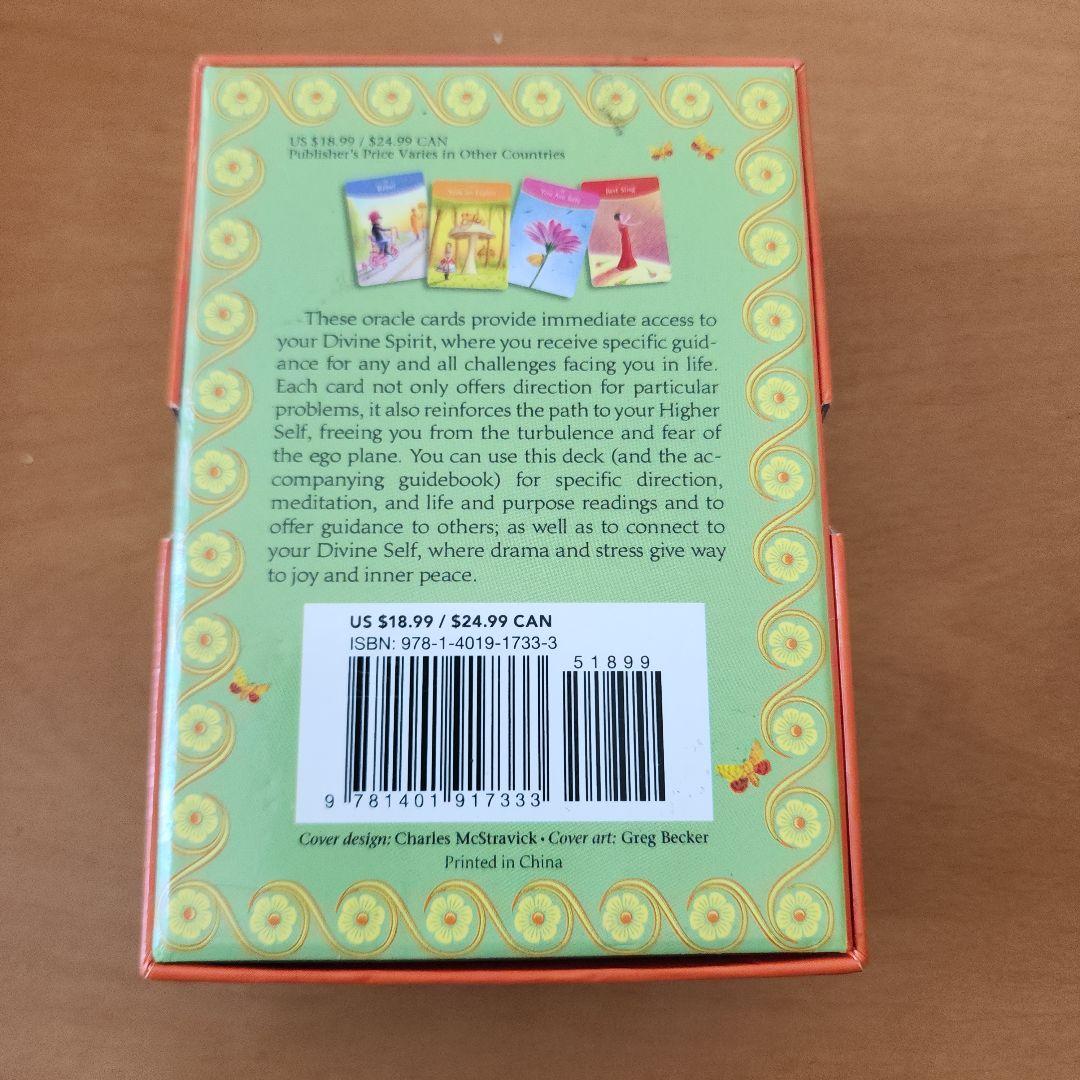 US $18.99 / $24.99 CAN
Publisher's Price Varies in Other Countries
You Are Safe
Rest
These oracle cards provide immediate access to
your Divine Spirit, where you receive specific guid-
ance for any and all challenges facing you in life.
Each card not only offers direction for particular
problems, it also reinforces the path to your Higher
Self, freeing you from the turbulence and fear of
the ego plane. You can use this deck (and the ac-
companying guidebook) for specific direction,
meditation, and life and purpose readings and to
offer guidance to others; as well as to connect to
your Divine Self, where drama and stress give way
to joy and inner peace.
US $18.99 / $24.99 CAN
ISBN: 978-1-4019-1733-3
51899
9 781401 917333
Cover design: Charles McStravick • Cover art: Greg Becker
Printed in China